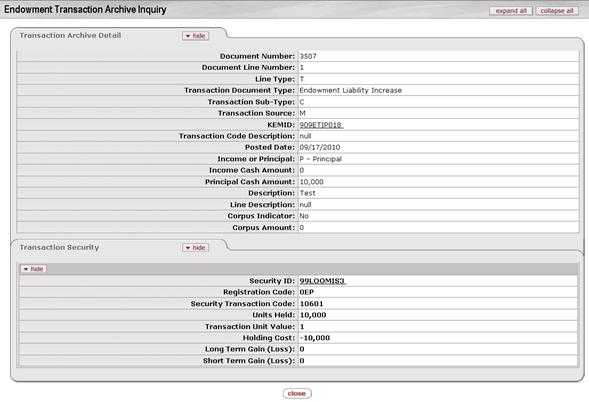 Endowment Transaction Archive Inquiry
expand all collapse all
Transaction Archive Detail hide
Document Number: 3507
Document Line Number: 1
Line Type: T
Transaction Document Type: Endowment Liability Increase
Transaction Sub-Type: C
Transaction Source: M
KEMID: 909ETIP018
Transaction Code Description: null
Posted Date: 09/17/2010
Income or Principal: P - Principal
Income Cash Amount: 0
Principal Cash Amount: 10,000
Description: Test
Line Description: null
Corpus Indicator: No
Corpus Amount: 0
Transaction Security hide
hide
Security ID: 99LOOMIS3
Registration Code: 0EP
Security Transaction Code: 10601
Units Held: 10,000
Transaction Unit Value: 1
Holding Cost: -10,000
Long Term Gain (Loss): 0
Short Term Gain (Loss): 0
close